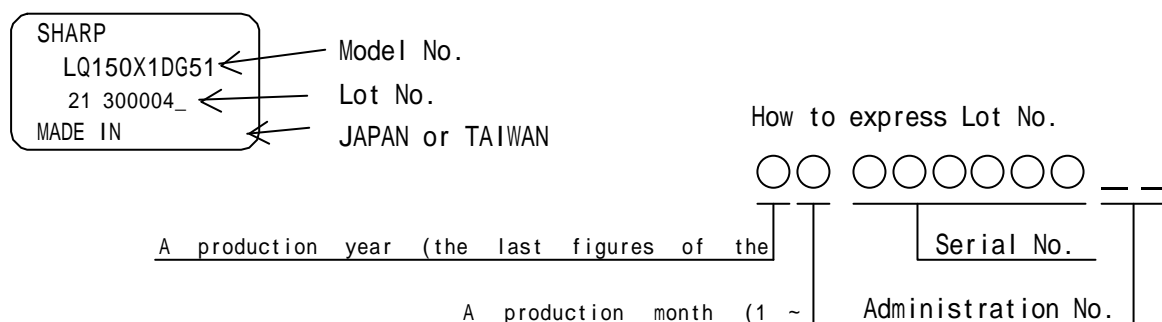 SHARP
LQ150X1DG51
Model No.
21 300004_
Lot No.
MADE IN
JAPAN or TAIWAN
How to express Lot No.
○○ ○○○○○○ _ _
A production year (the last figures of the
Serial No.
A production month (1 ~
Administration No.